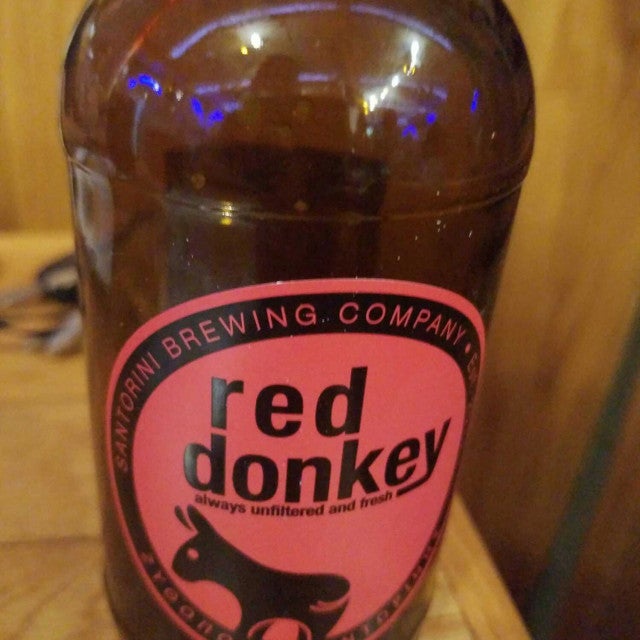 SANTORINI BREWING COMPANY
red
donkey
always unfiltered and fresh